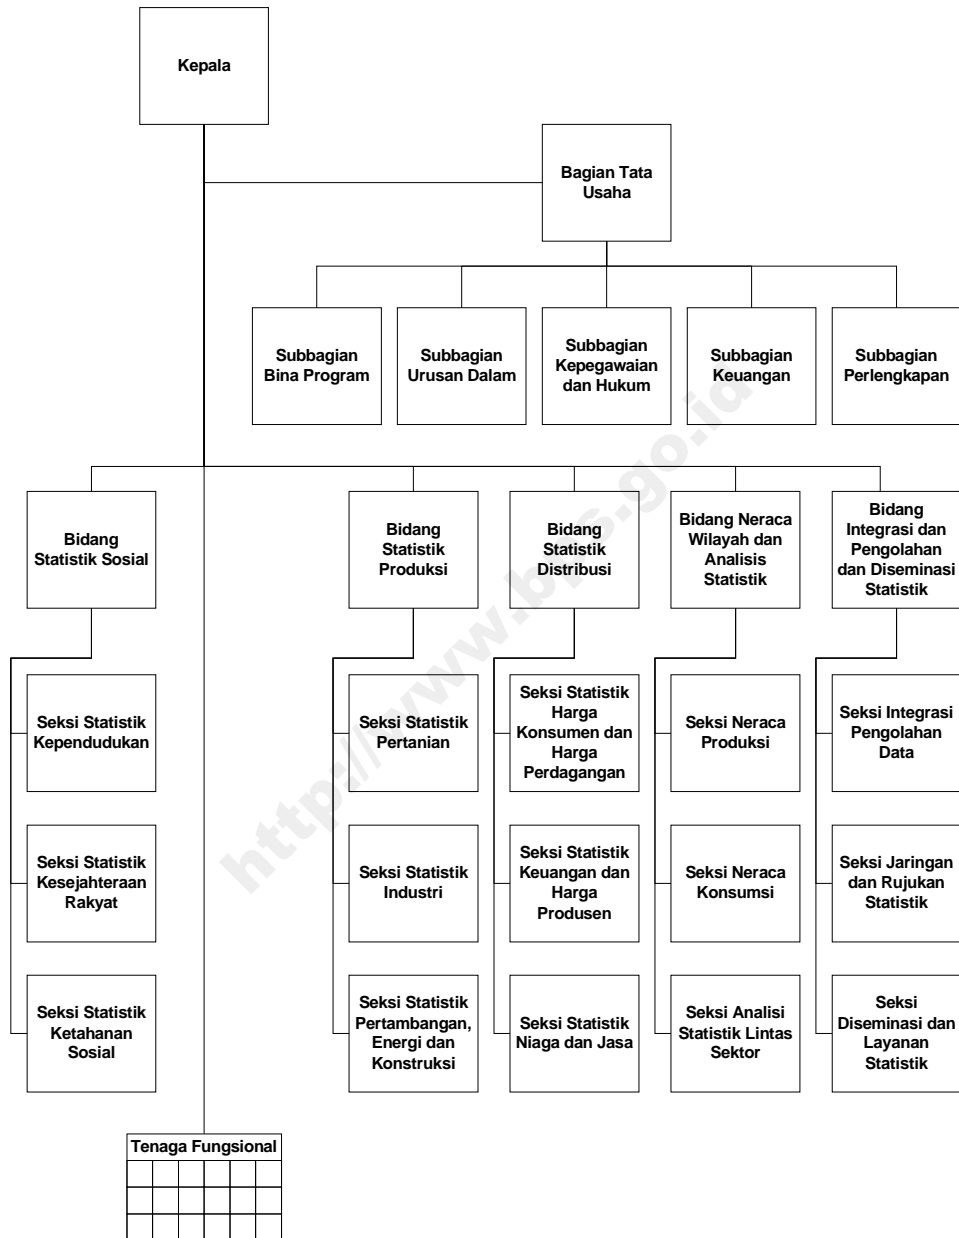 Kepala
Bagian Tata
Usaha
Subbagian
Bina Program
Subbagian
Urusan Dalam
Subbagian
Kepegawaian
dan Hukum
Subbagian
Keuangan
Subbagian
Perlengkapan
Bidang
Statistik Sosial
Bidang
Statistik
Produksi
Bidang
Statistik
Distribusi
Bidang Neraca
Wilayah dan
Analisis
Statistik
Bidang
Integrasi dan
Pengolahan
dan Diseminasi
Statistik
Seksi Statistik
Kependudukan
Seksi Statistik
Pertanian
Seksi Statistik
Harga
Konsumen dan
Harga
Perdagangan
Seksi Neraca
Produksi
Seksi Integrasi
Pengolahan
Data
Seksi Statistik
Kesejahteraan
Rakyat
Seksi Statistik
Industri
Seksi Statistik
Keuangan dan
Harga
Produsen
Seksi Neraca
Konsumsi
Seksi Jaringan
dan Rujukan
Statistik
Seksi Statistik
Ketahanan
Sosial
Seksi Statistik
Pertambangan,
Energi dan
Konstruksi
Seksi Statistik
Niaga dan Jasa
Seksi Analisi
Statistik Lintas
Sektor
Seksi
Diseminasi dan
Layanan
Statistik
Tenaga Fungsional
http://www.bps.go.id